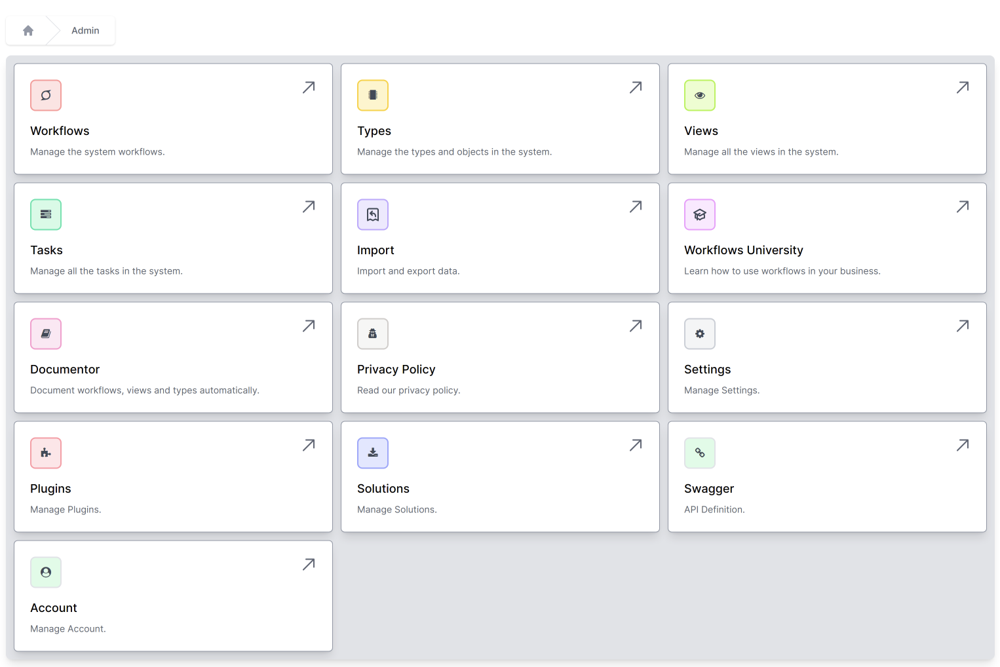 Admin
Workflows
Manage the system workflows.
Types
Manage the types and objects in the system.
Views
Manage all the views in the system.
Tasks
Manage all the tasks in the system.
Import
Import and export data.
Workflows University
Learn how to use workflows in your business.
Documentor
Document workflows, views and types automatically.
Privacy Policy
Read our privacy policy.
Settings
Manage Settings.
Plugins
Manage Plugins.
Solutions
Manage Solutions.
Swagger
API Definition.
Account
Manage Account.